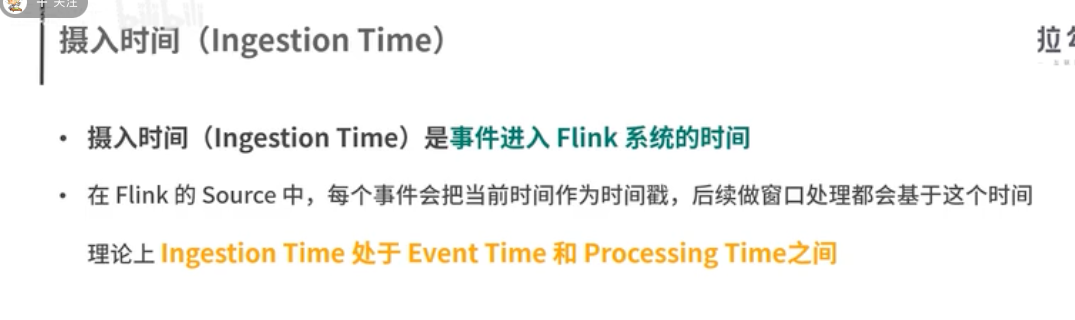 关注
bilibili
摄入时间（Ingestion Time）
拉
• 摄入时间（Ingestion Time）是事件进入 Flink 系统的时间
• 在 Flink 的 Source 中，每个事件会把当前时间作为时间戳，后续做窗口处理都会基于这个时间
理论上 Ingestion Time 处于 Event Time 和 Processing Time之间